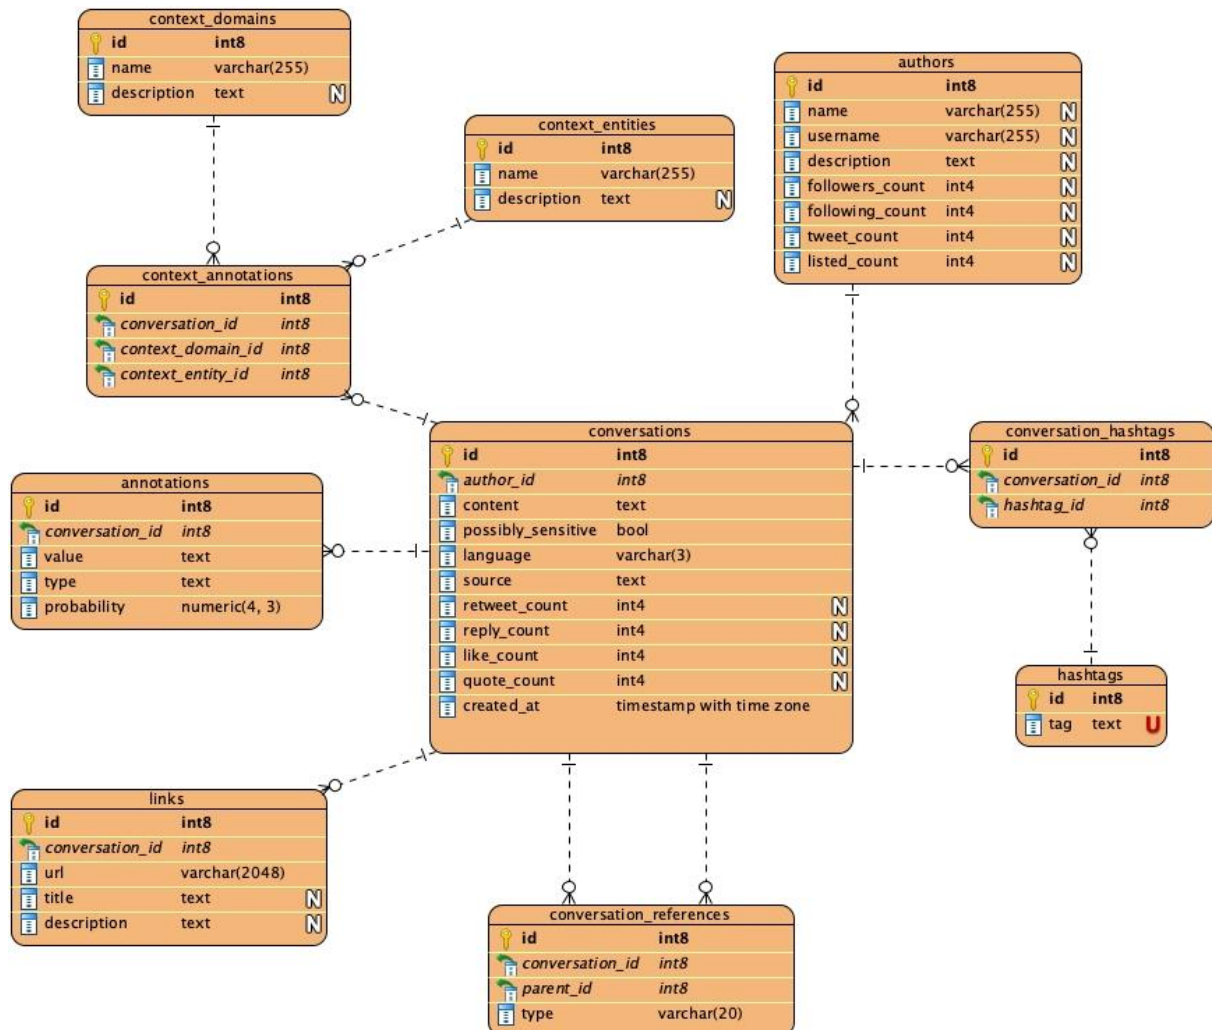 context_domains
id int8
name varchar(255)
description text N
authors
id int8
name varchar(255) N
username varchar(255) N
description text N
followers_count int4 N
following_count int4 N
tweet_count int4 N
listed_count int4 N
context_entities
id int8
name varchar(255)
description text N
context_annotations
id int8
conversation_id int8
context_domain_id int8
context_entity_id int8
conversations
id int8
author_id int8
content text
possibly_sensitive bool
language varchar(3)
source text
retweet_count int4 N
reply_count int4 N
like_count int4 N
quote_count int4 N
created_at timestamp with time zone
conversation_hashtags
id int8
conversation_id int8
hashtag_id int8
annotations
id int8
conversation_id int8
value text
type text
probability numeric(4, 3)
hashtags
id int8
tag text U
links
id int8
conversation_id int8
url varchar(2048)
title text N
description text N
conversation_references
id int8
conversation_id int8
parent_id int8
type varchar(20)